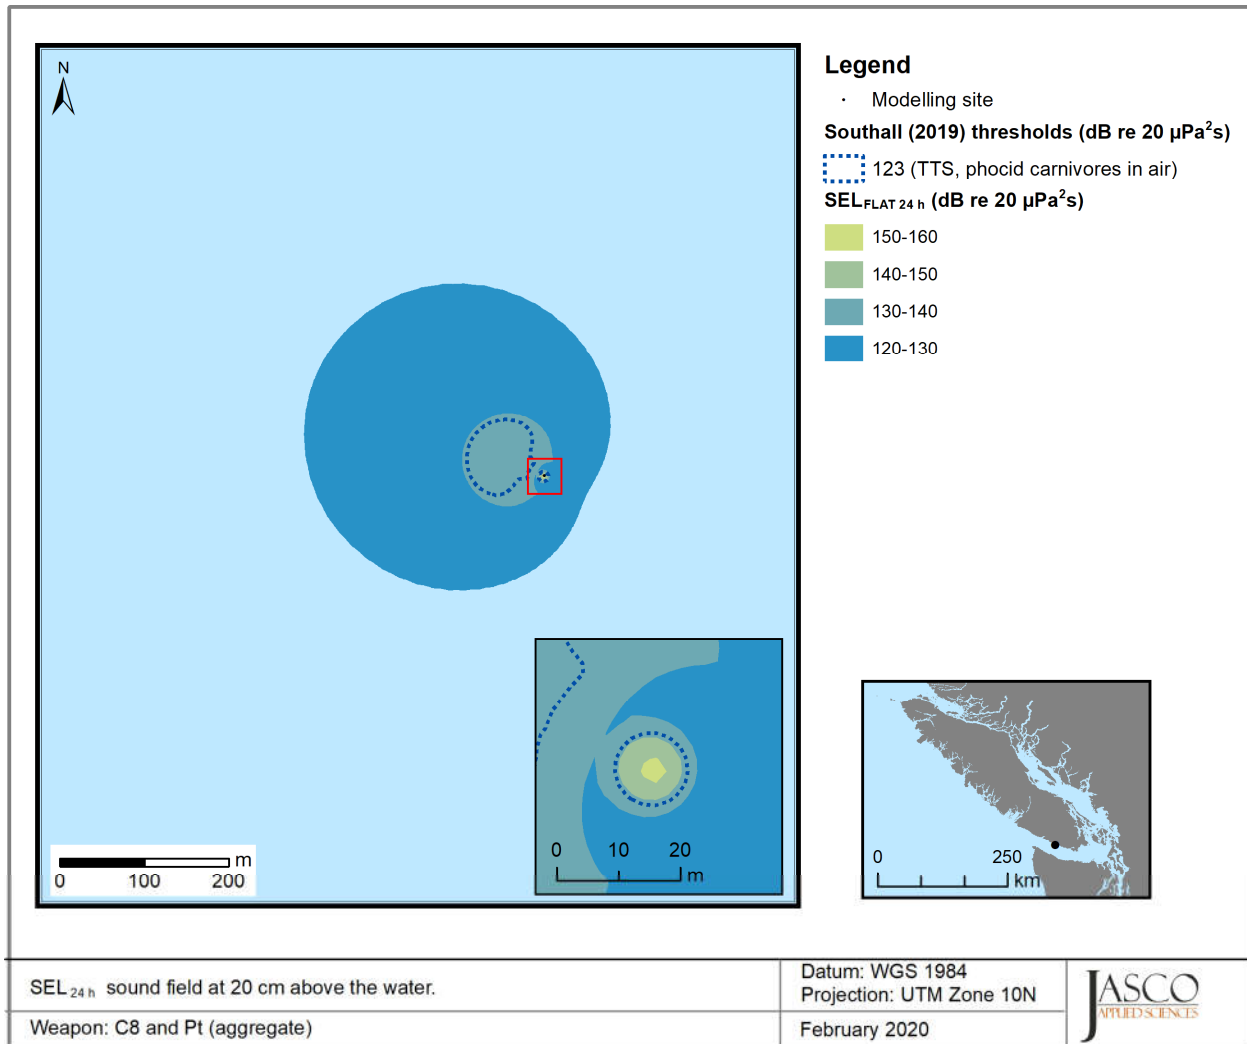 N
Legend
Modelling site
Southall (2019) thresholds (dB re 20 µPa²s)
123 (TTS, phocid carnivores in air)
SEL_FLAT 24 h (dB re 20 µPa²s)
150-160
140-150
130-140
120-130
m
0 100 200
0 10 20
m
0 250
km
SEL 24 h sound field at 20 cm above the water.
Weapon: C8 and Pt (aggregate)
Datum: WGS 1984
Projection: UTM Zone 10N
February 2020
JASCO
APPLIED SCIENCES